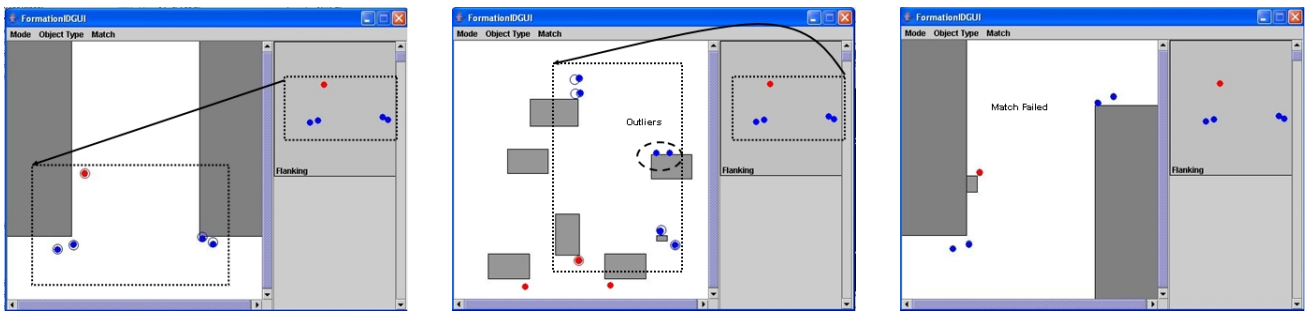 FormationIDGUI
Mode Object Type Match
Flanking
FormationIDGUI
Mode Object Type Match
Outliers
Flanking
FormationIDGUI
Mode Object Type Match
Match Failed
Flanking